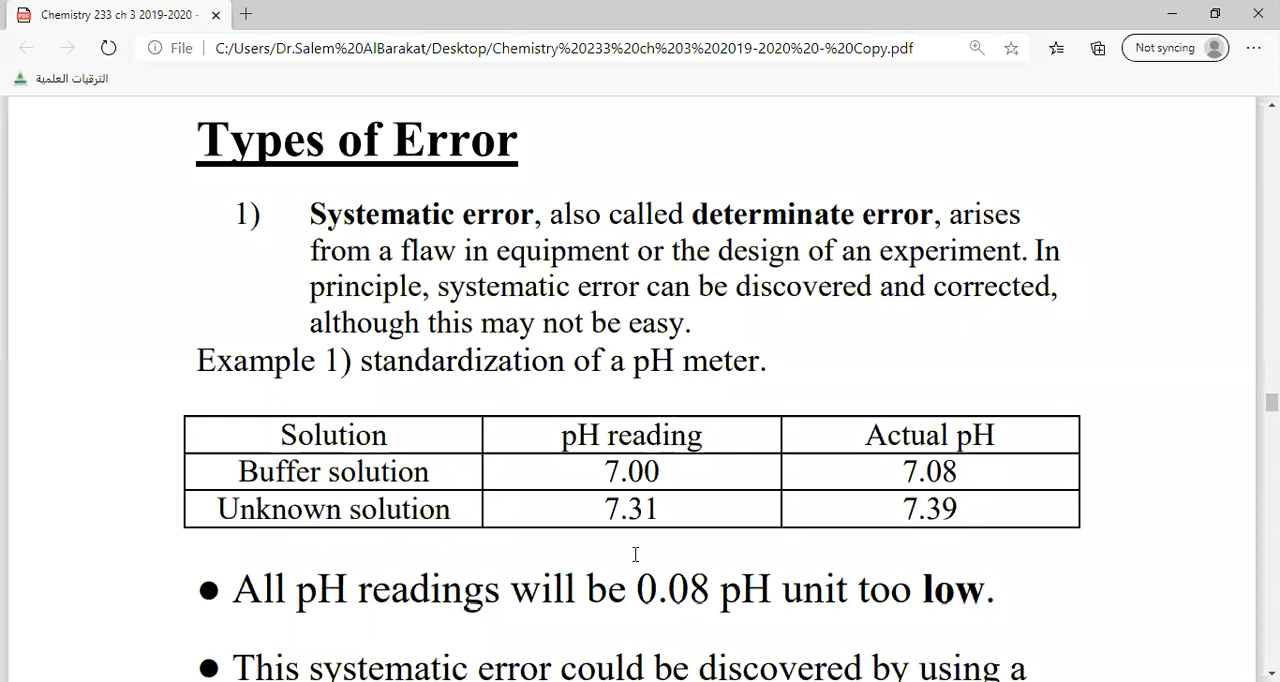 Chemistry 233 ch 3 2019-2020 -
File
C:/Users/Dr.Salem%20AlBarakat/Desktop/Chemistry%20233%20ch%203%202019-2020%20-%20Copy.pdf
Not syncing
الترقيات العلمية
Types of Error
1) Systematic error, also called determinate error, arises
from a flaw in equipment or the design of an experiment. In
principle, systematic error can be discovered and corrected,
although this may not be easy.
Example 1) standardization of a pH meter.
Solution pH reading Actual pH
Buffer solution 7.00 7.08
Unknown solution 7.31 7.39
● All pH readings will be 0.08 pH unit too low.
● This systematic error could be discovered by using a